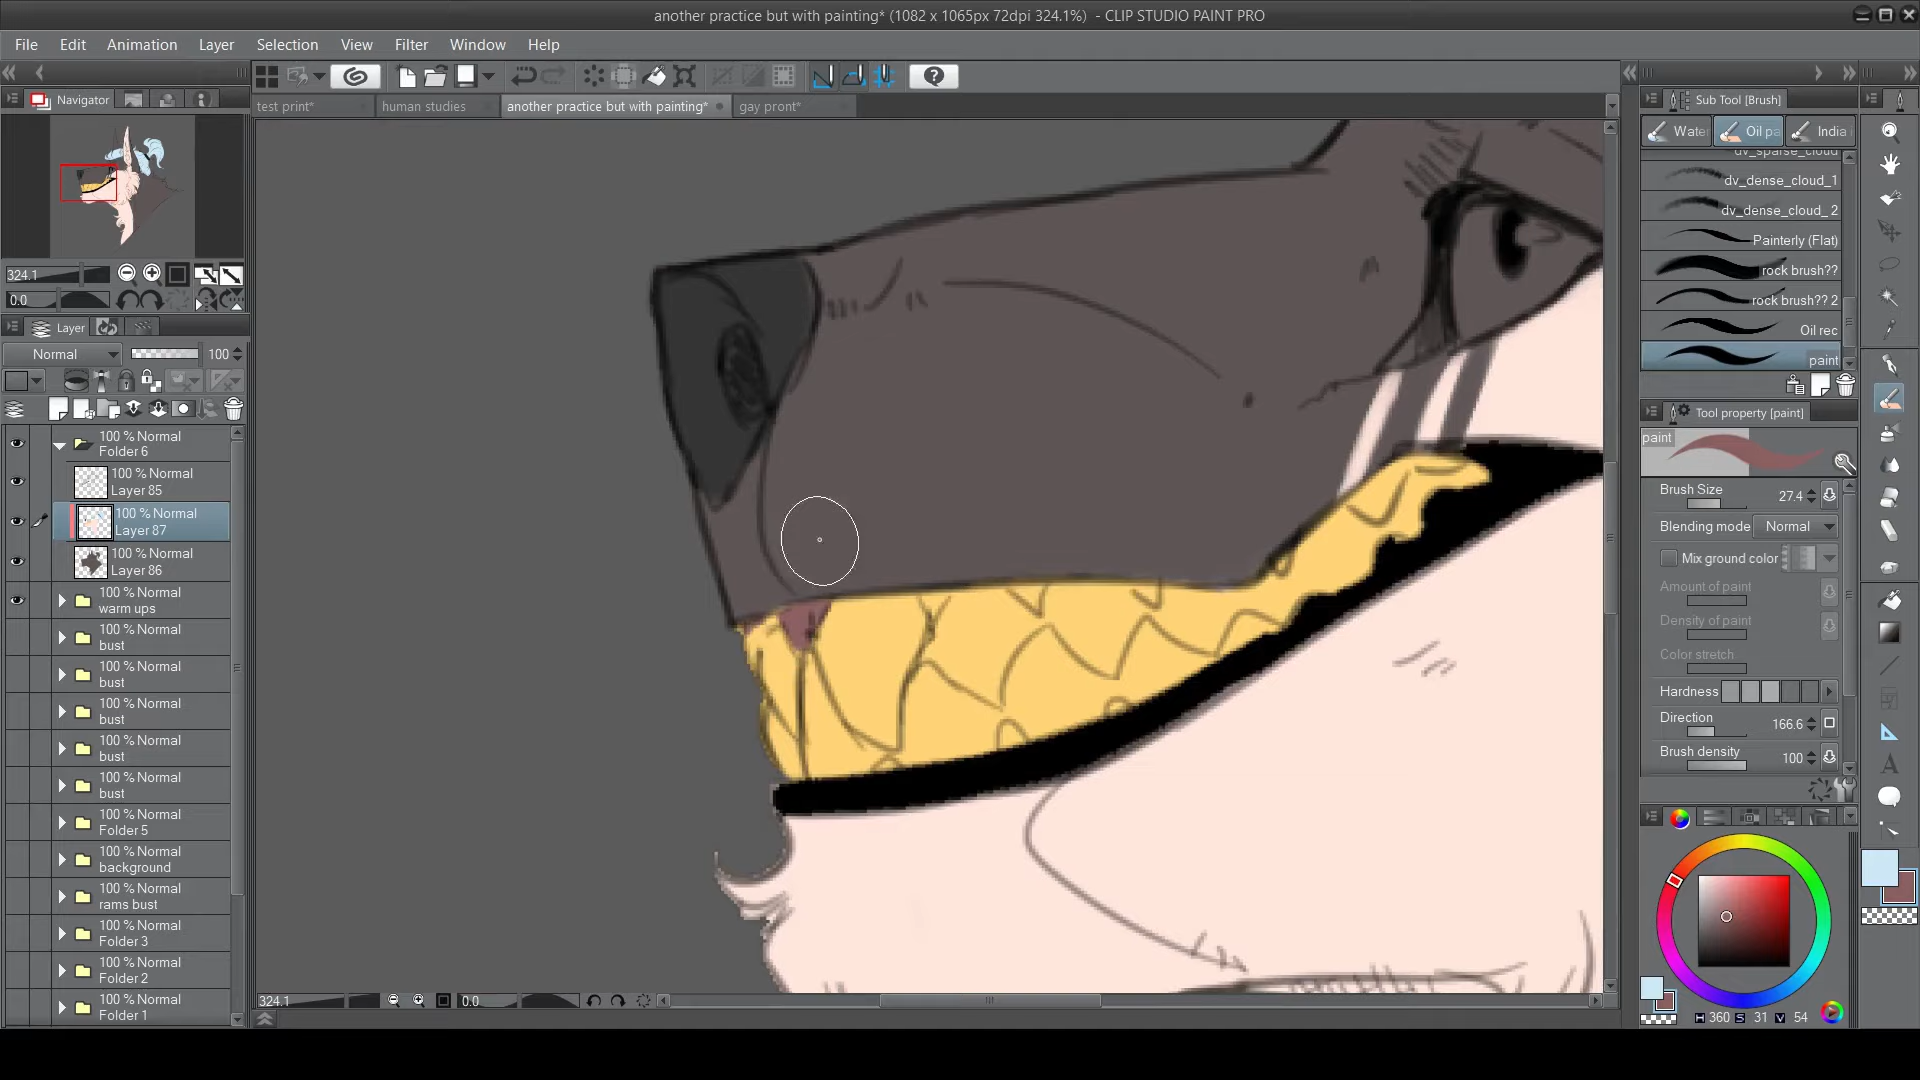 another practice but with painting* (1082 x 1065px 72dpi 324.1%) - CLIP STUDIO PAINT PRO
File Edit Animation Layer Selection View Filter Window Help
Navigator
test print* human studies another practice but with painting* gay pront*
Sub Tool [Brush]
Wate Oil pa India
dv_sparse_cloud
dv_dense_cloud_1
dv_dense_cloud_ 2
Painterly (Flat)
rock brush??
rock brush?? 2
Oil rec
paint
324.1
0.0
Layer
Normal 100
100 % Normal
Folder 6
100 % Normal
Layer 85
100 % Normal
Layer 87
100 % Normal
Layer 86
100 % Normal
warm ups
100 % Normal
bust
100 % Normal
bust
100 % Normal
bust
100 % Normal
bust
100 % Normal
bust
100 % Normal
Folder 5
100 % Normal
background
100 % Normal
rams bust
100 % Normal
Folder 3
100 % Normal
Folder 2
100 % Normal
Folder 1
324.1 0.0
Tool property [paint]
paint
Brush Size 27.4
Blending mode Normal
Mix ground color
Amount of paint
Density of paint
Color stretch
Hardness
Direction 166.6
Brush density 100
H 360 S 31 V 54